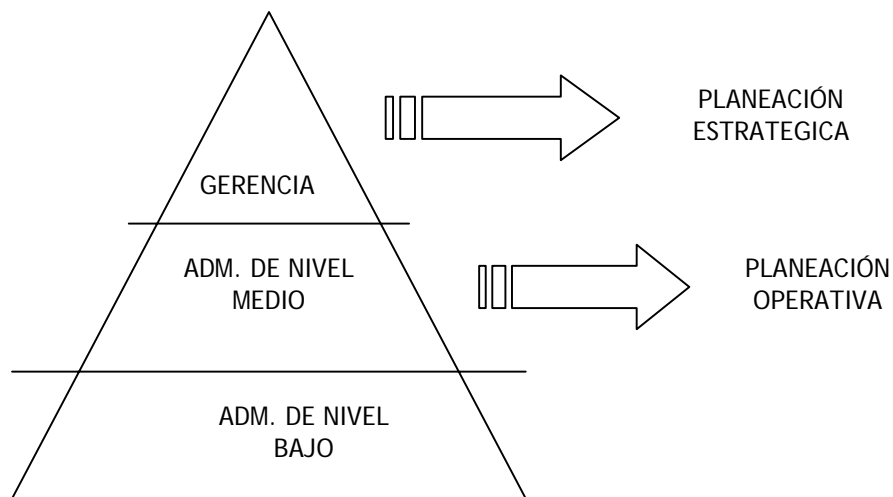 PLANEACIÓN
ESTRATEGICA
GERENCIA
ADM. DE NIVEL
MEDIO
PLANEACIÓN
OPERATIVA
ADM. DE NIVEL
BAJO